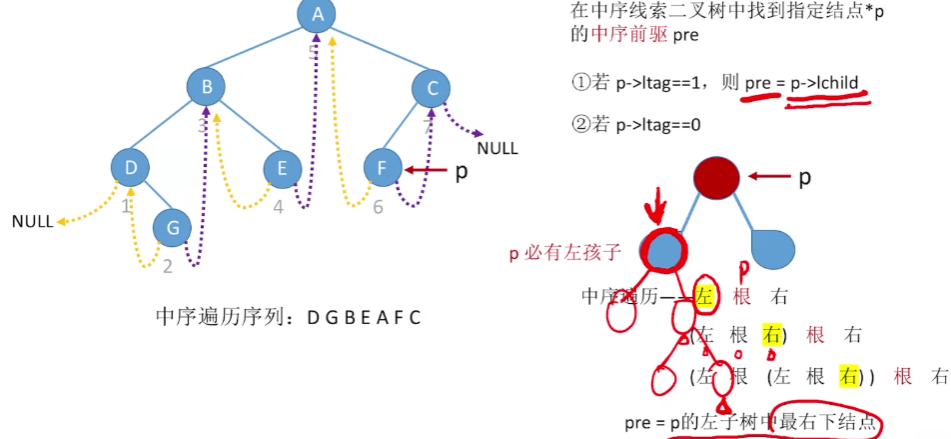 A
5
B
3
C
7
NULL
D
1
E
4
F
6
p
NULL
G
2
中序遍历序列：D G B E A F C
在中序线索二叉树中找到指定结点*p
的中序前驱 pre
①若 p->ltag==1，则 pre = p->lchild
②若 p->ltag==0
p
p 必有左孩子
p
中序遍历——左 根 右
(左 根 右) 根 右
(左 根 (左 根 右)) 根 右
pre = p的左子树中最右下结点